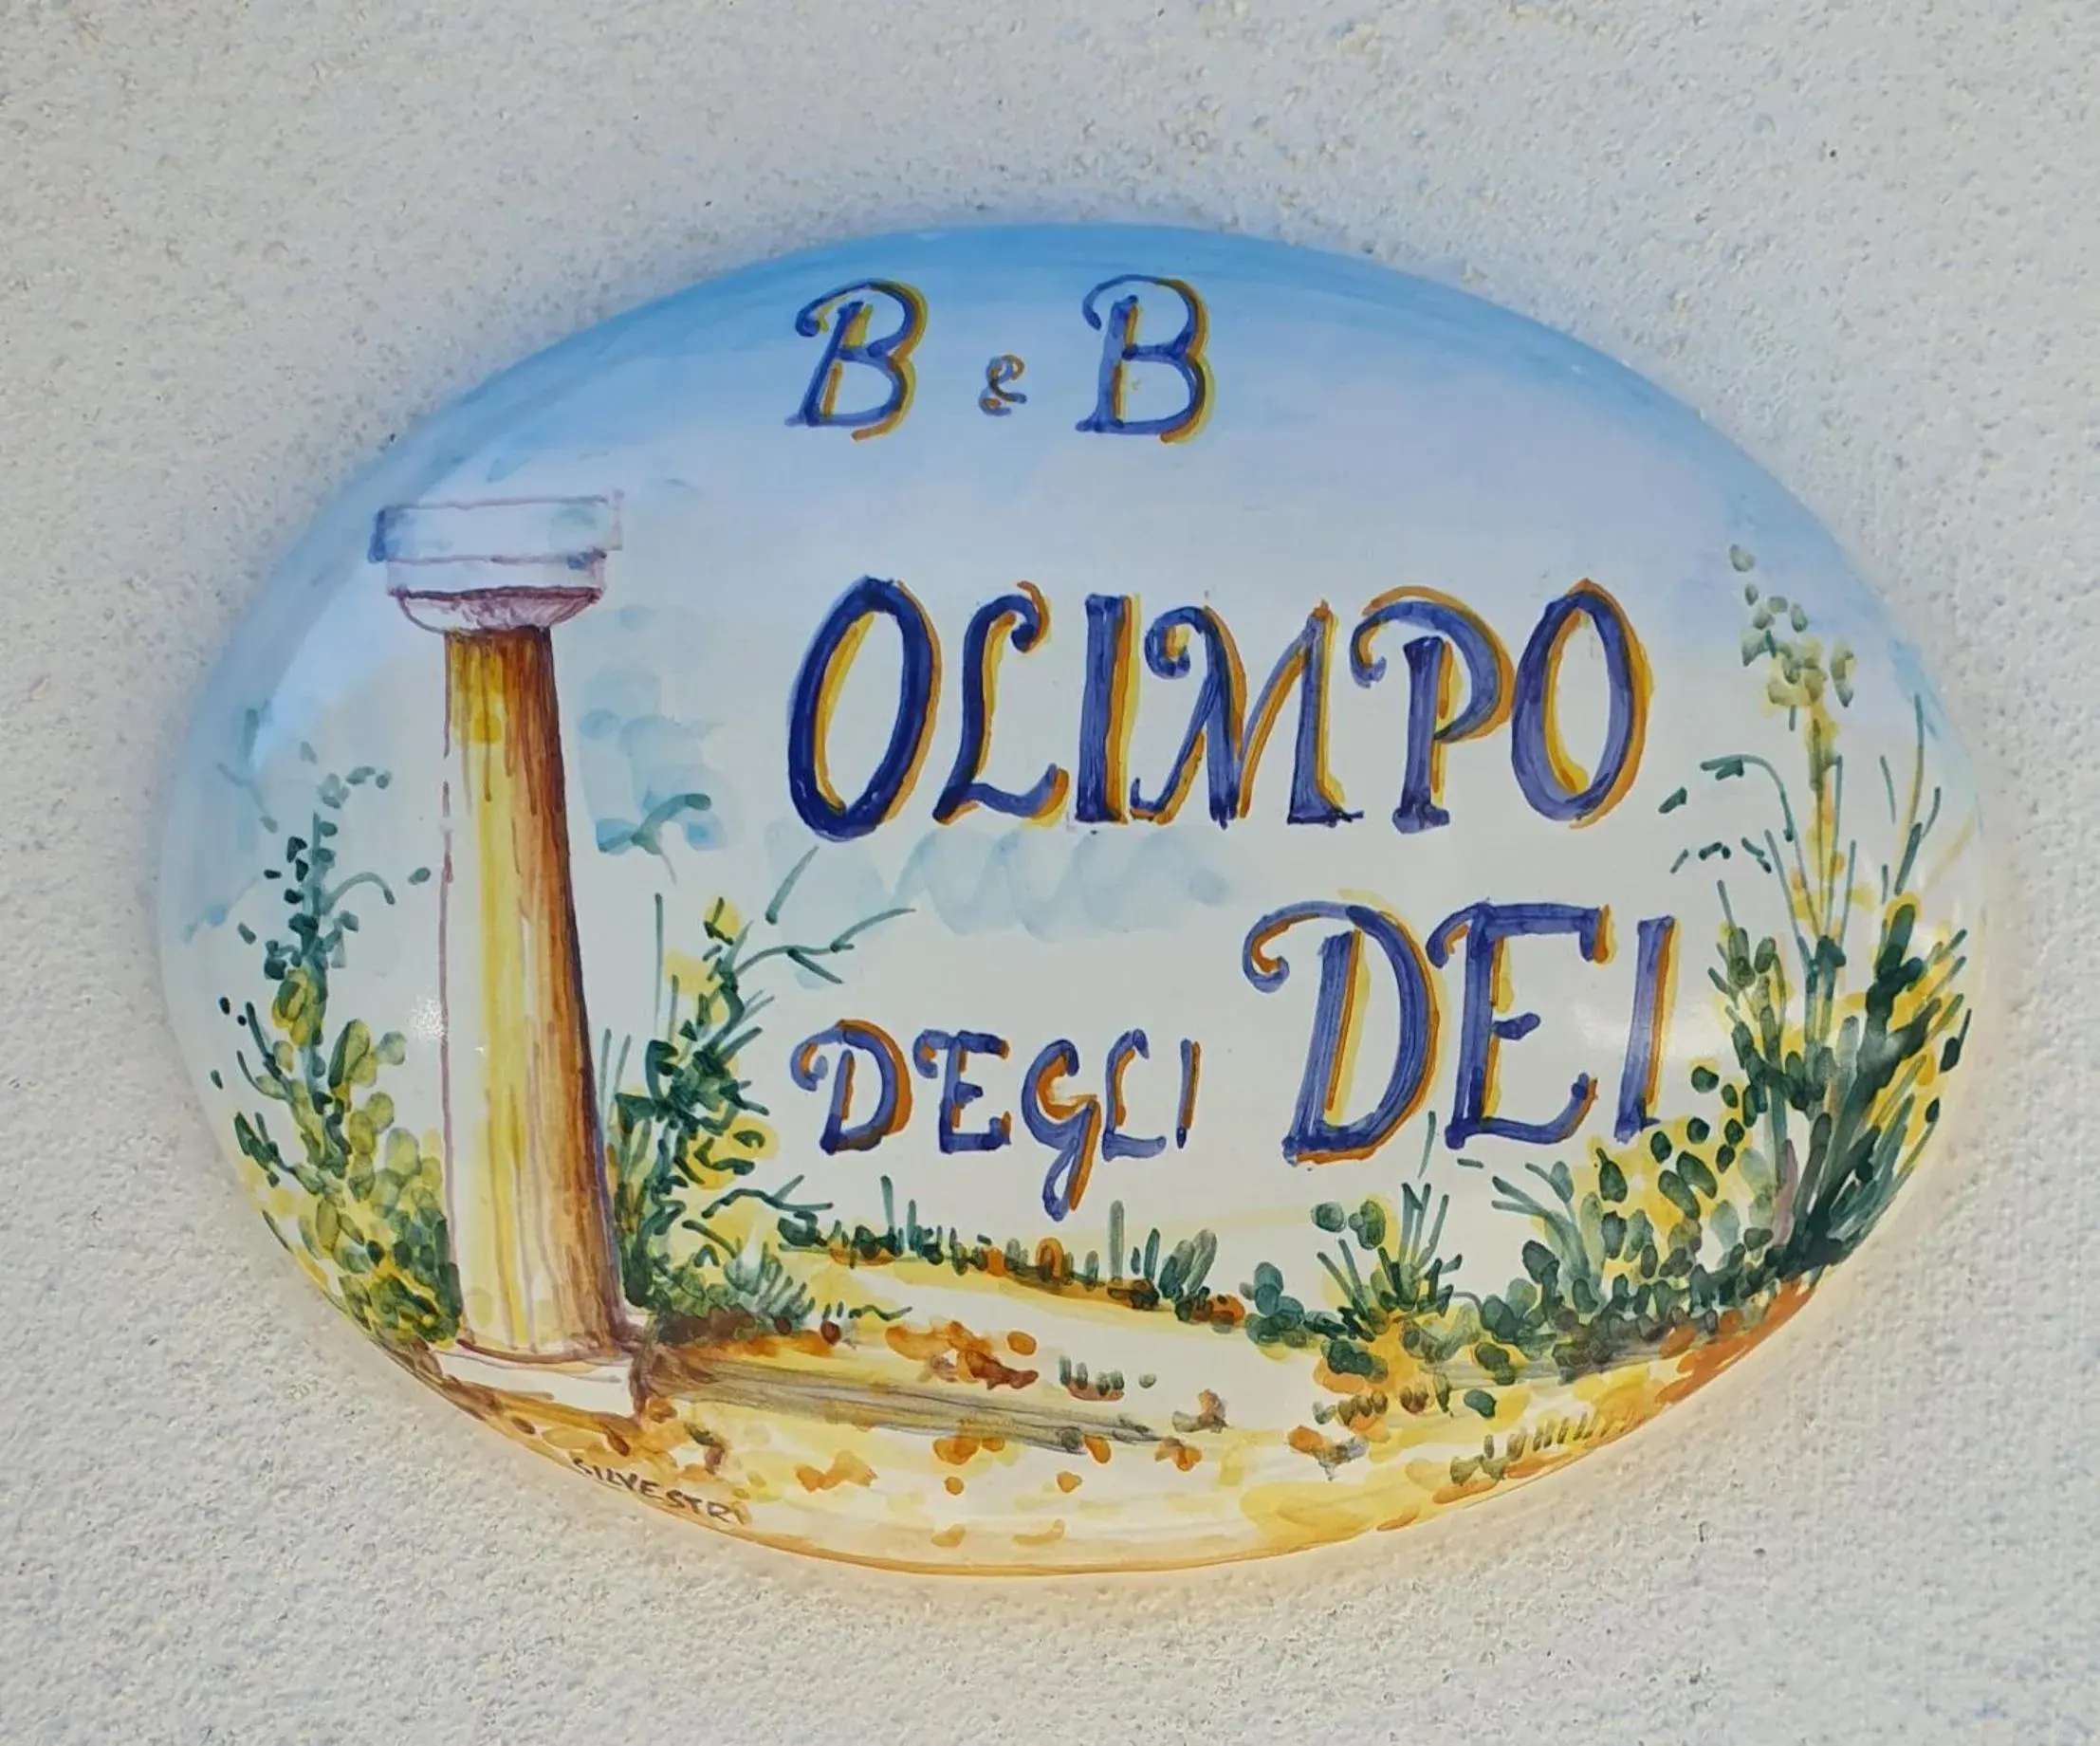 B & B
OLIMPO
DEGLI DEI
SILVESTRI